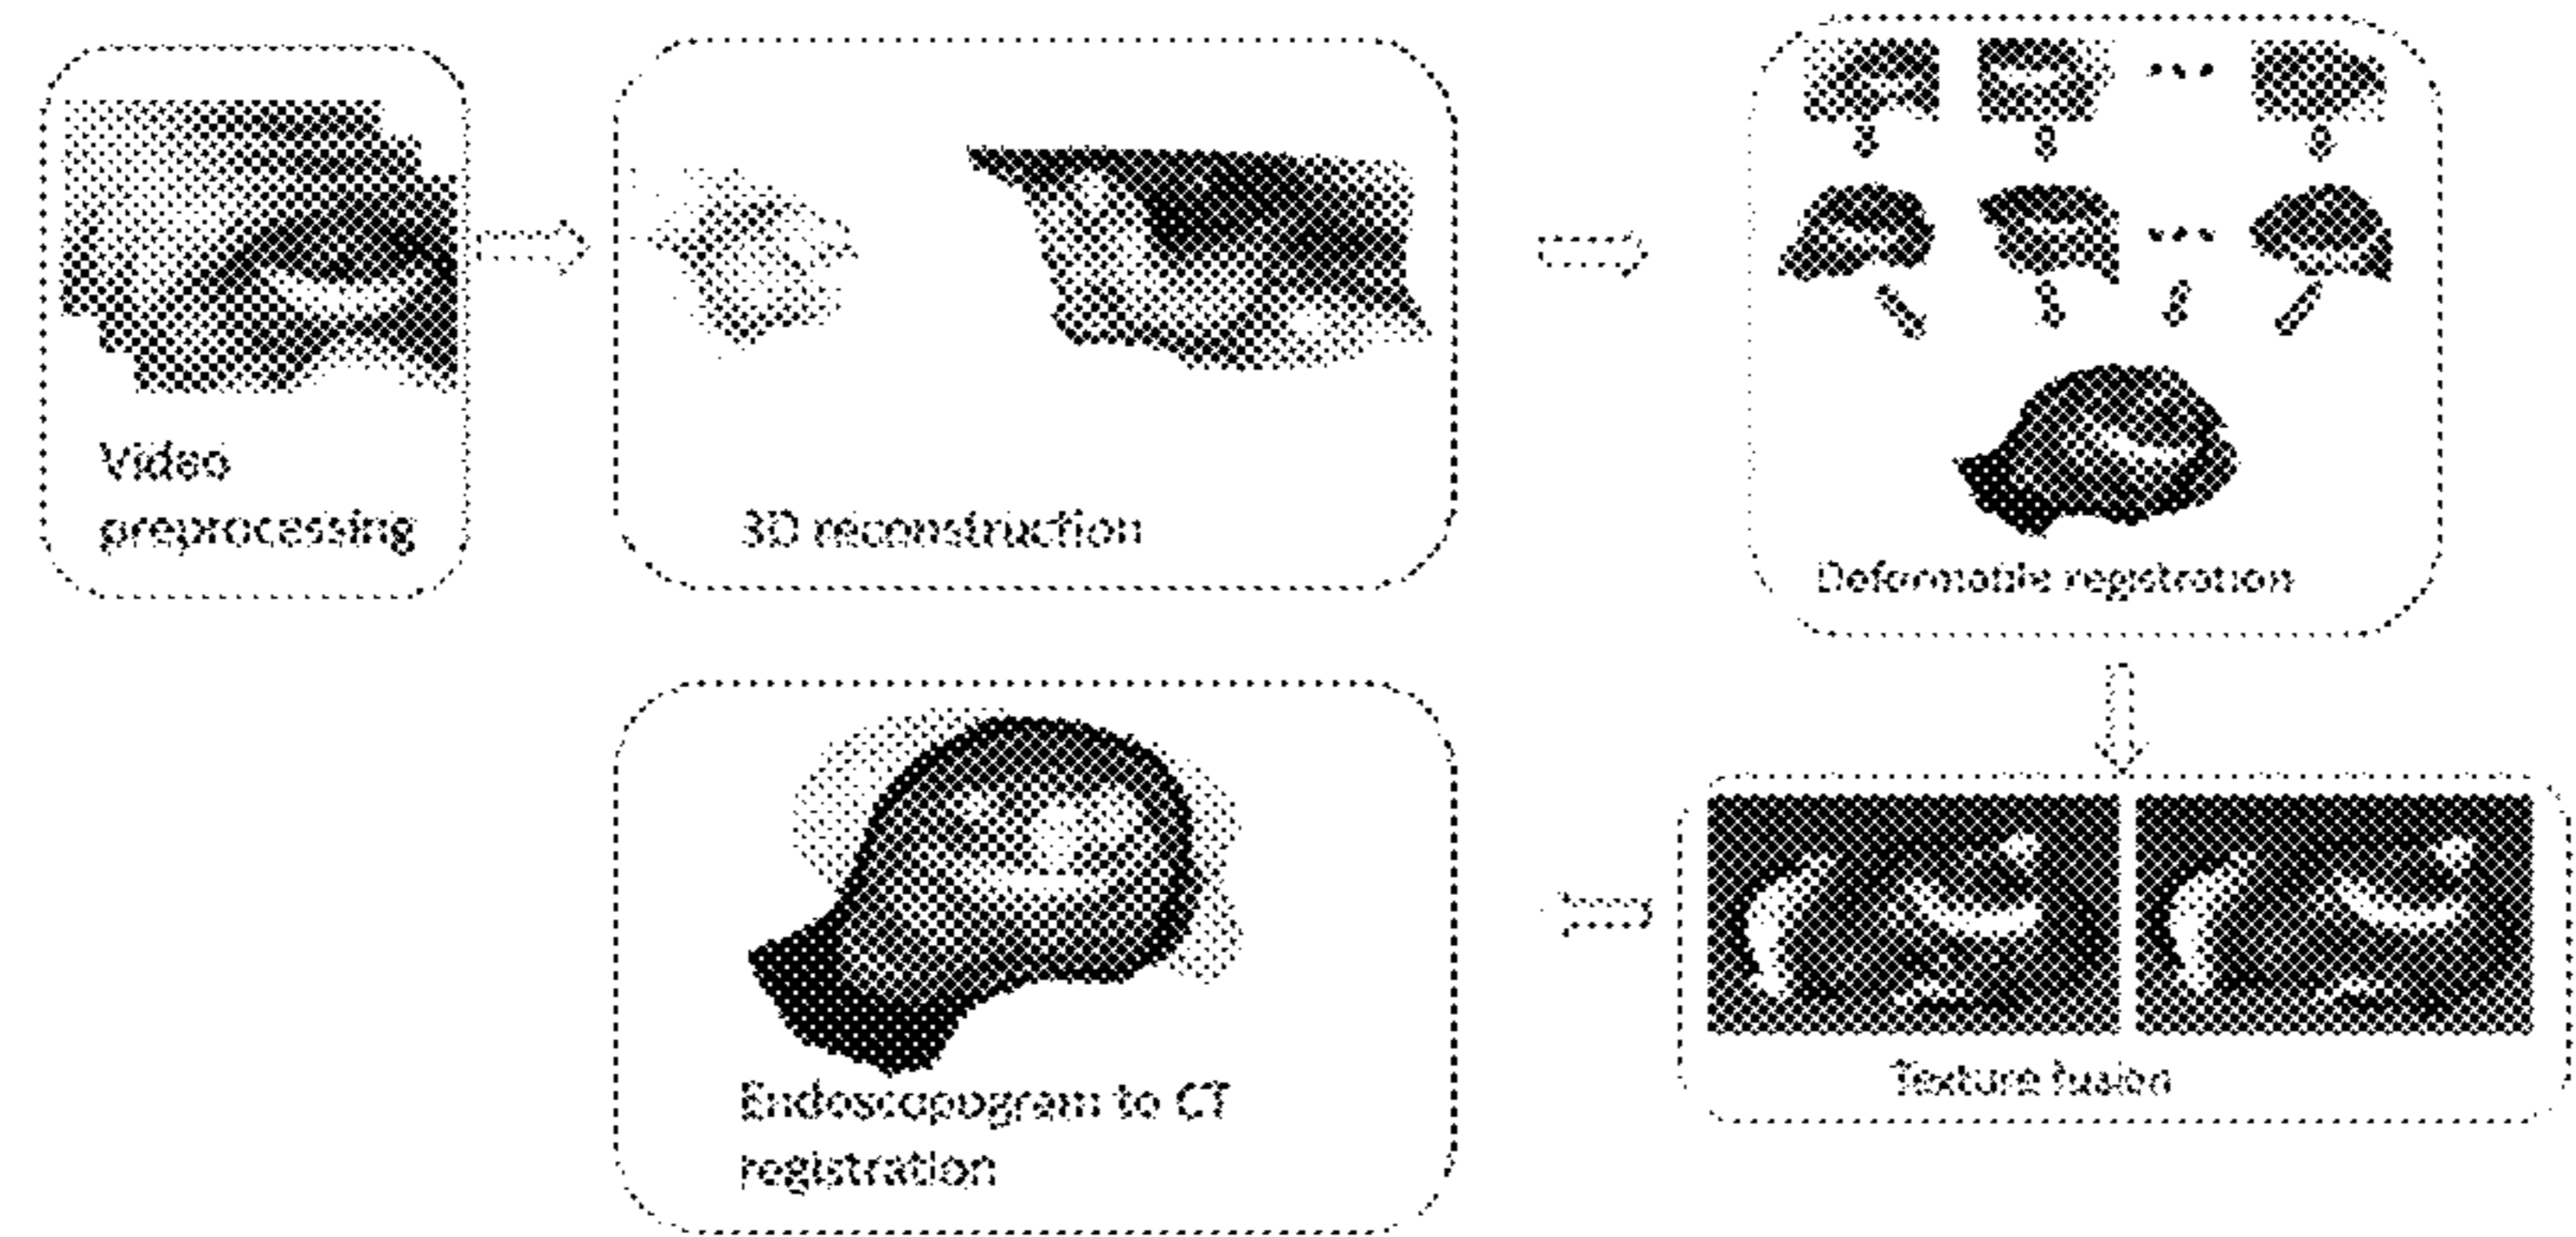 Video
preprocessing
3D reconstruction
Deformable registration
Texture fusion
Endoscopogram to CT
registration